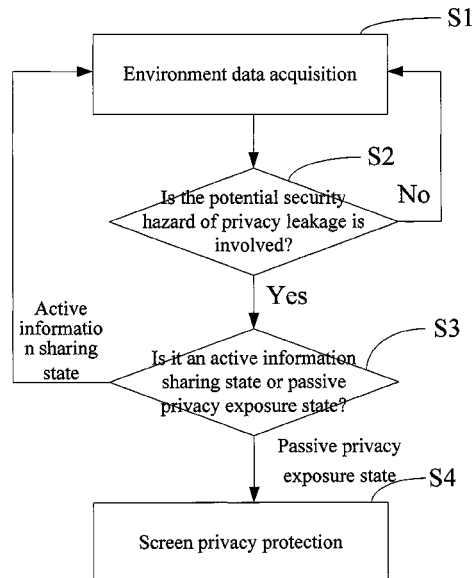 S1
Environment data acquisition
S2
Is the potential security
hazard of privacy leakage is
involved?
No
Yes
Active
informatio
n sharing
state
S3
Is it an active information
sharing state or passive
privacy exposure state?
Passive privacy
exposure state
S4
Screen privacy protection